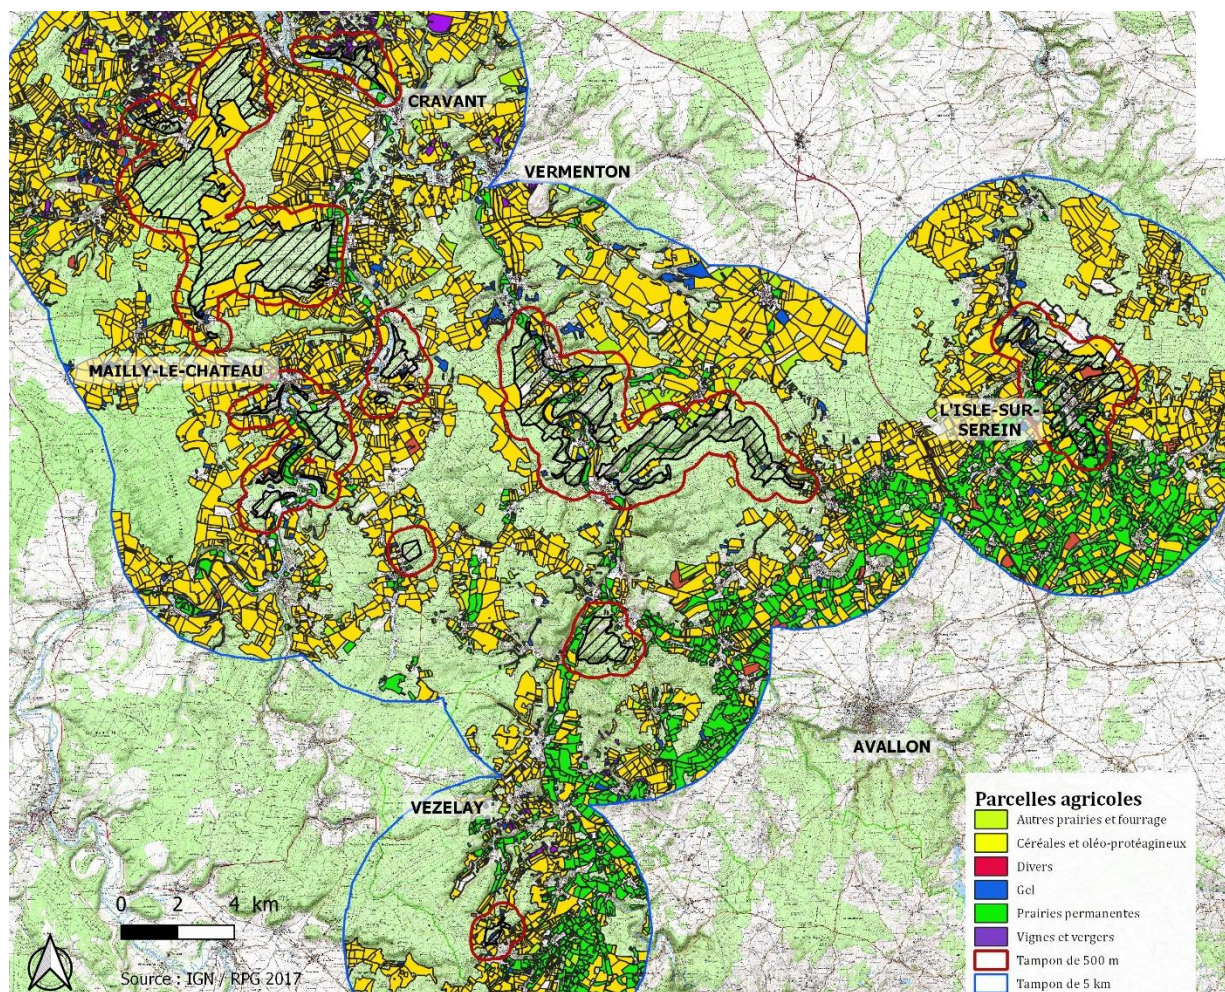 CRAVANT
VERMENTON
MAILLY-LE-CHATEAU
L'ISLE-SUR-
SEREIN
AVALLON
VEZELAY
0 2 4 km
Source : IGN / RPG 2017
Parcelles agricoles
Autres prairies et fourrage
Céréales et oléo-protéagineux
Divers
Gel
Prairies permanentes
Vignes et vergers
Tampon de 500 m
Tampon de 5 km